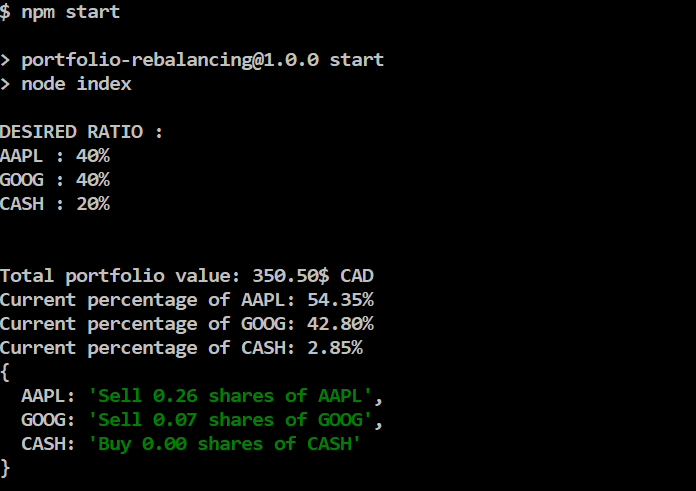 $ npm start
> portfolio-rebalancing@1.0.0 start
> node index
DESIRED RATIO :
AAPL : 40%
GOOG : 40%
CASH : 20%
Total portfolio value: 350.50$ CAD
Current percentage of AAPL: 54.35%
Current percentage of GOOG: 42.80%
Current percentage of CASH: 2.85%
{
  AAPL: 'Sell 0.26 shares of AAPL',
  GOOG: 'Sell 0.07 shares of GOOG',
  CASH: 'Buy 0.00 shares of CASH'
}